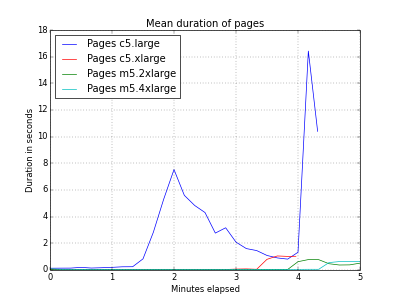 Mean duration of pages
18
16
14
12
10
8
6
4
2
0
Duration in seconds
Pages c5.large
Pages c5.xlarge
Pages m5.2xlarge
Pages m5.4xlarge
0 1 2 3 4 5
Minutes elapsed